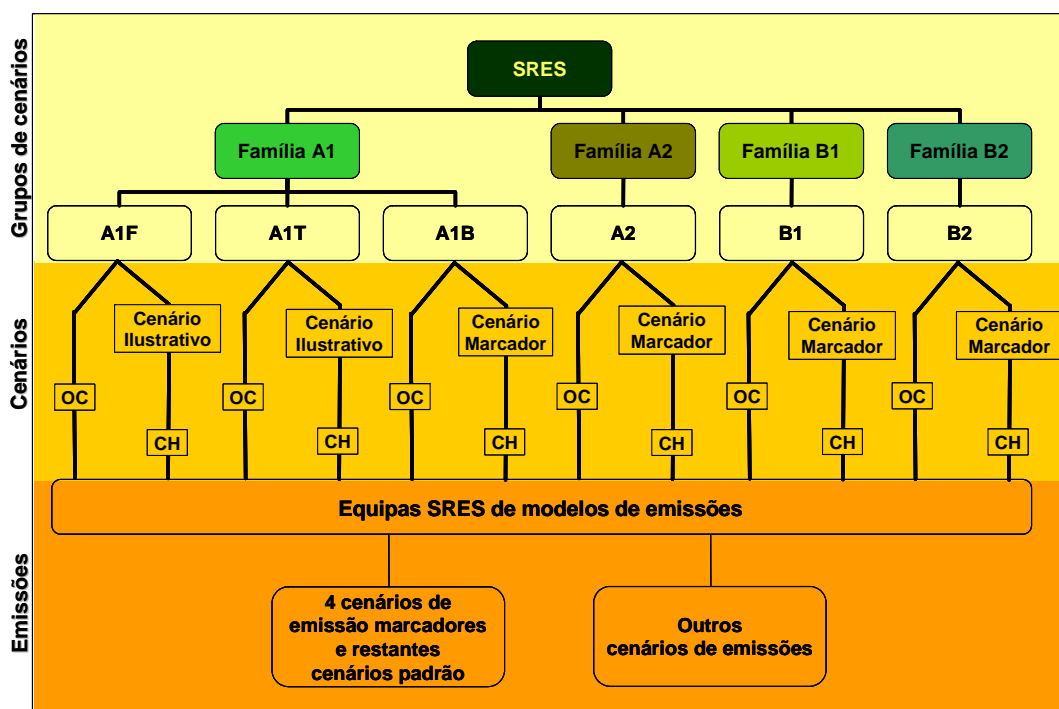 Grupos de cenários
SRES
Família A1
Família A2
Família B1
Família B2
A1F
A1T
A1B
A2
B1
B2
Cenários
Cenário
Ilustrativo
Cenário
Ilustrativo
Cenário
Marcador
Cenário
Marcador
Cenário
Marcador
Cenário
Marcador
OC
OC
OC
OC
OC
OC
CH
CH
CH
CH
CH
CH
Emissões
Equipas SRES de modelos de emissões
4 cenários de
emissão marcadores
e restantes
cenários padrão
Outros
cenários de emissões